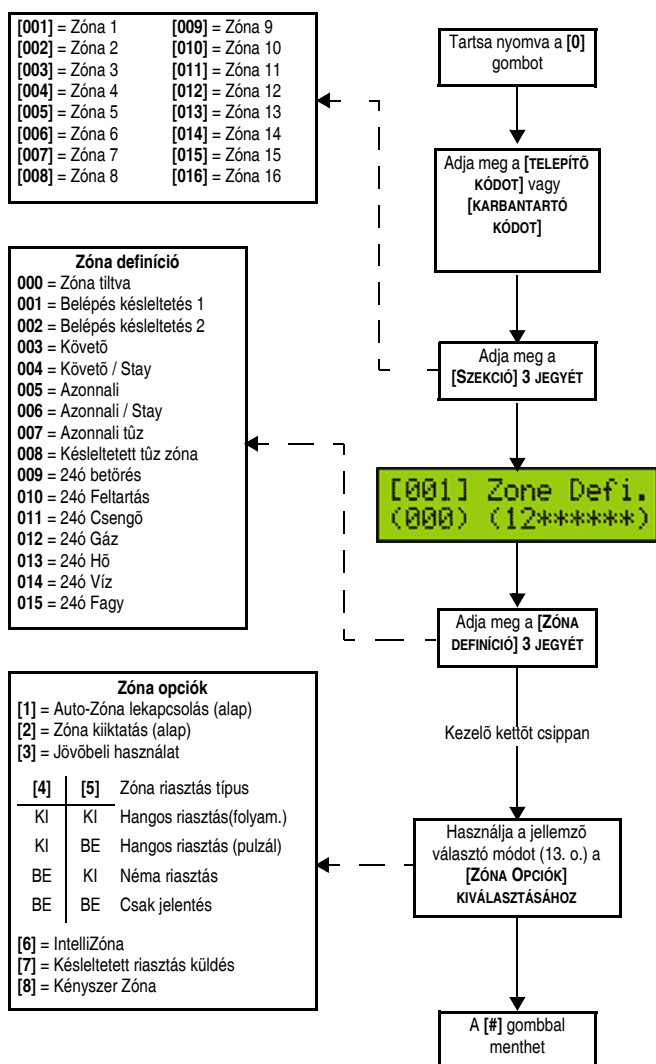 [001] = Zóna 1 [009] = Zóna 9
[002] = Zóna 2 [010] = Zóna 10
[003] = Zóna 3 [011] = Zóna 11
[004] = Zóna 4 [012] = Zóna 12
[005] = Zóna 5 [013] = Zóna 13
[006] = Zóna 6 [014] = Zóna 14
[007] = Zóna 7 [015] = Zóna 15
[008] = Zóna 8 [016] = Zóna 16
Tartsa nyomva a [0]
gombot
Adja meg a [TELEPÍTÕ
KÓDOT] vagy
[KARBANTARTÓ
KÓDOT]
Zóna definíció
000 = Zóna tiltva
001 = Belépés késleltetés 1
002 = Belépés késleltetés 2
003 = Követõ
004 = Követõ / Stay
005 = Azonnali
006 = Azonnali / Stay
007 = Azonnali tûz
008 = Késleltetett tûz zóna
009 = 24ó betörés
010 = 24ó Feltartás
011 = 24ó Csengõ
012 = 24ó Gáz
013 = 24ó Hõ
014 = 24ó Víz
015 = 24ó Fagy
Adja meg a
[SZEKCIÓ] 3 JEGYÉT
[001] Zone Defi.
(000) (12******)
Adja meg a [ZÓNA
DEFINÍCIÓ] 3 JEGYÉT
Kezelõ kettõt csippan
Zóna opciók
[1] = Auto-Zóna lekapcsolás (alap)
[2] = Zóna kiiktatás (alap)
[3] = Jövõbeli használat
[4] [5] Zóna riasztás típus
KI KI Hangos riasztás(folyam.)
KI BE Hangos riasztás (pulzál)
BE KI Néma riasztás
BE BE Csak jelentés
[6] = IntelliZóna
[7] = Késleltetett riasztás küldés
[8] = Kényszer Zóna
Használja a jellemzõ
választó módot (13. o.) a
[ZÓNA OPCIÓK]
KIVÁLASZTÁSÁHOZ
A [#] gombbal
menthet